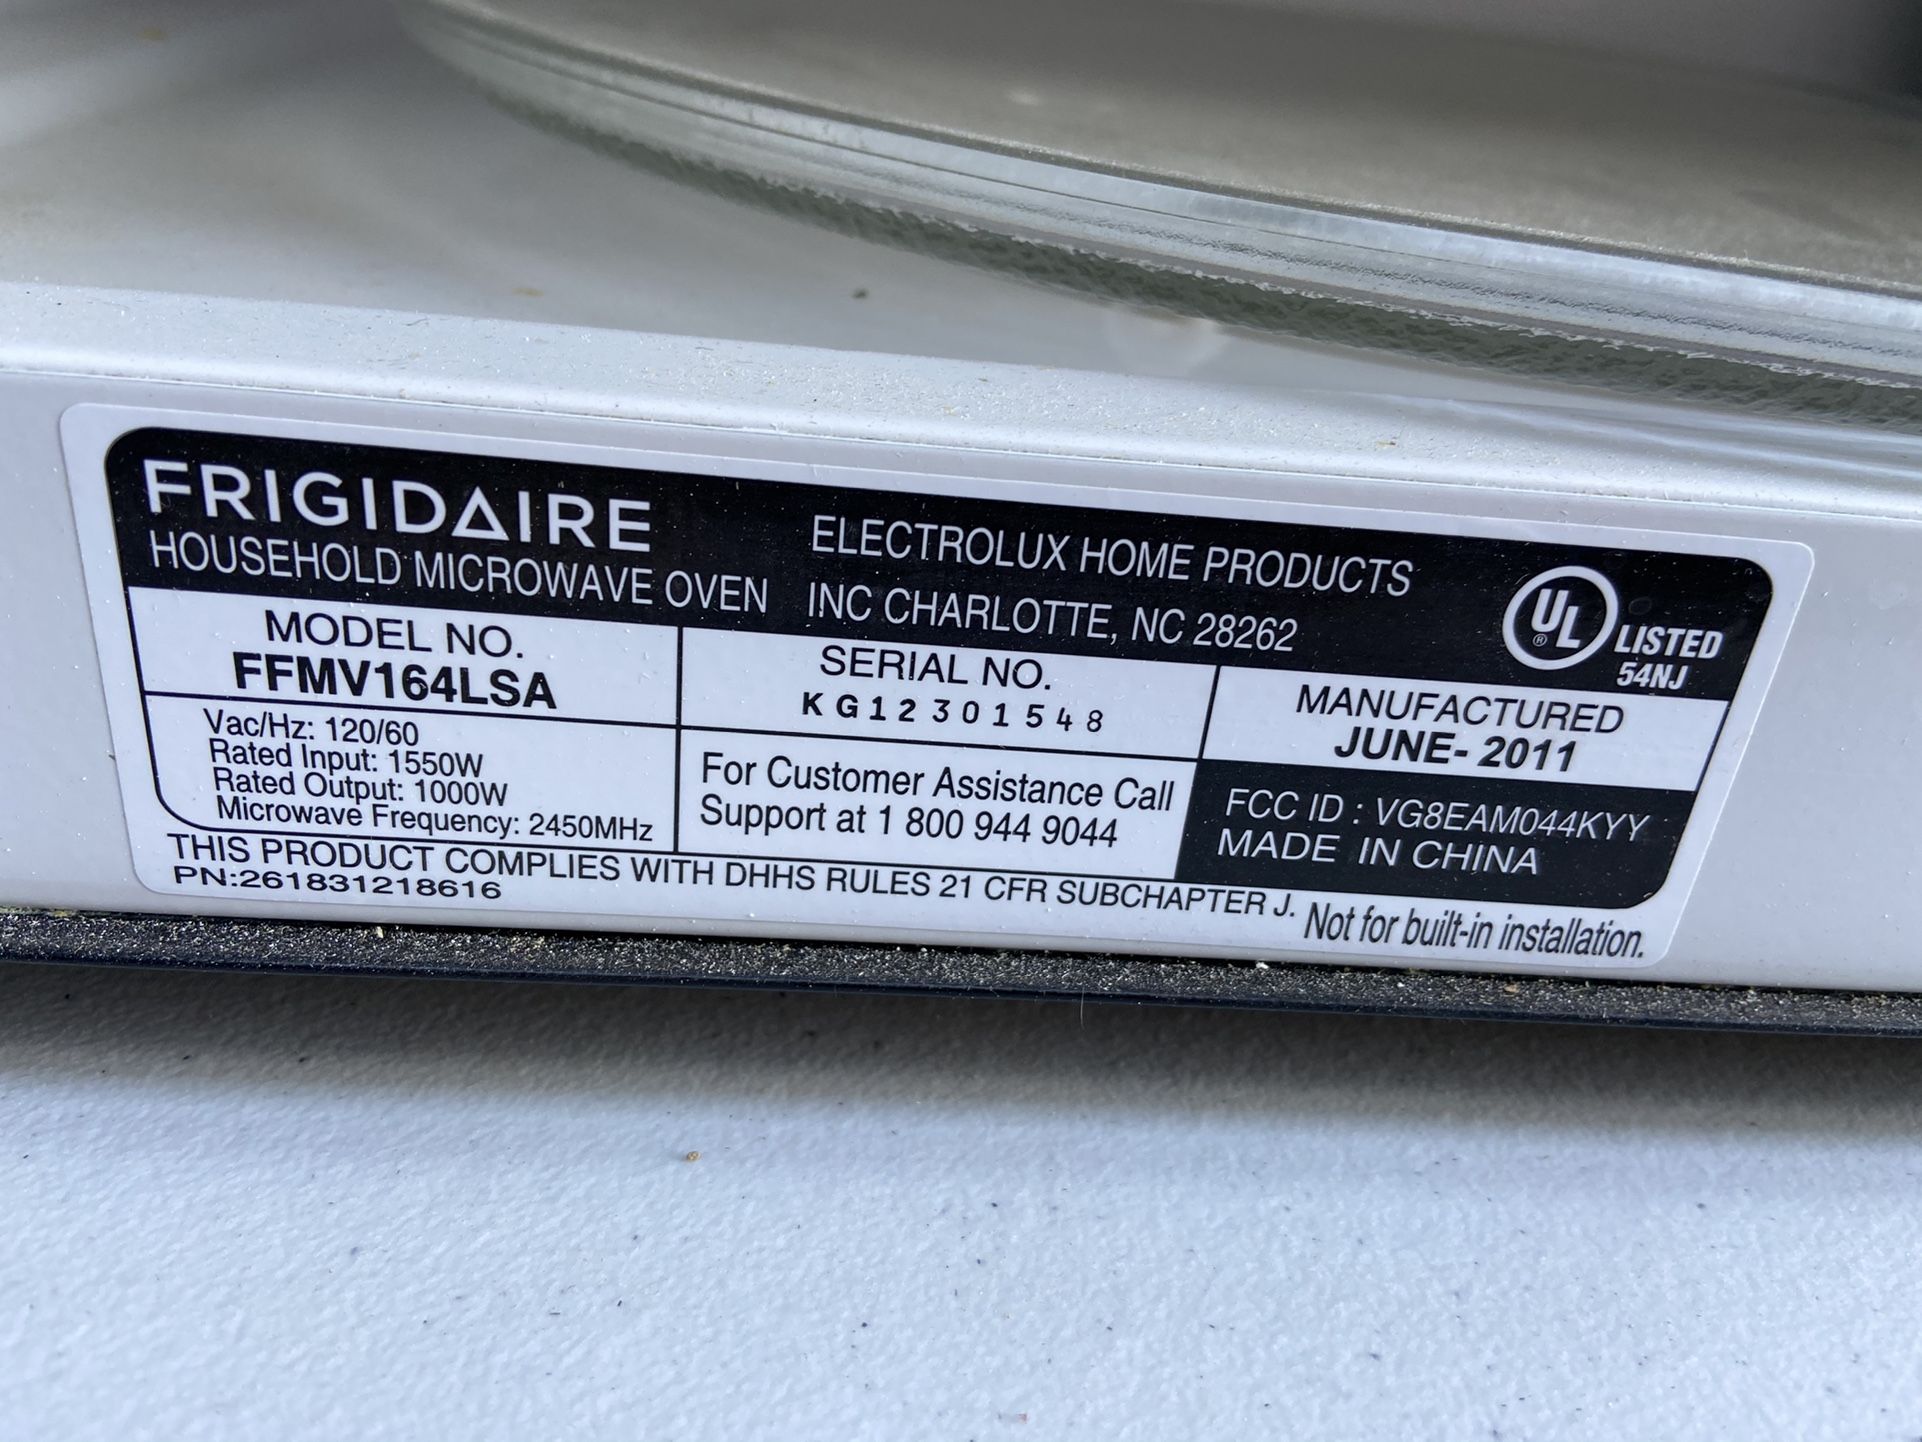 FRIGIDAIRE
HOUSEHOLD MICROWAVE OVEN
ELECTROLUX HOME PRODUCTS
INC CHARLOTTE, NC 28262
UL
®
LISTED
54NJ
MODEL NO.
FFMV164LSA
SERIAL NO.
KG12301548
MANUFACTURED
JUNE- 2011
Vac/Hz: 120/60
Rated Input: 1550W
Rated Output: 1000W
Microwave Frequency: 2450MHz
For Customer Assistance Call
Support at 1 800 944 9044
FCC ID : VG8EAM044KYY
MADE IN CHINA
THIS PRODUCT COMPLIES WITH DHHS RULES 21 CFR SUBCHAPTER J.
PN:261831218616
Not for built-in installation.